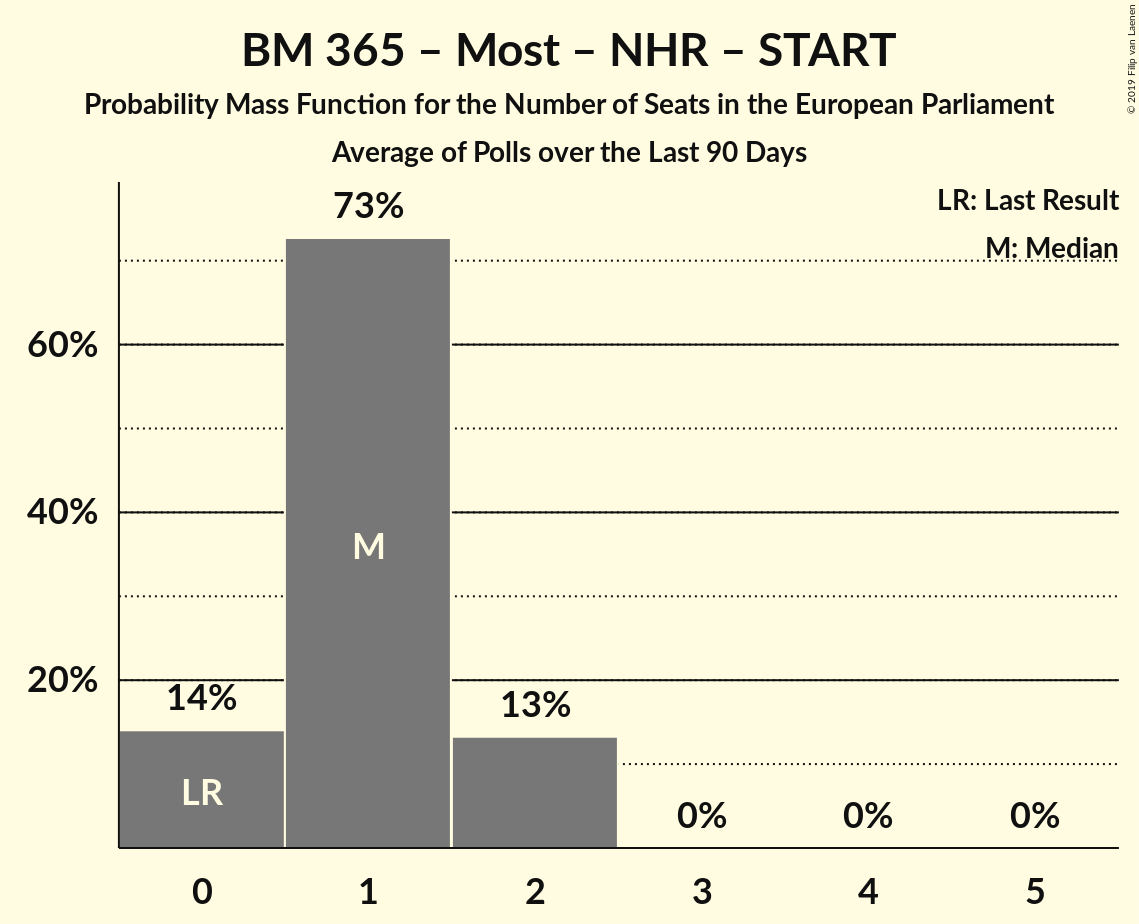 BM 365 – Most – NHR – START
Probability Mass Function for the Number of Seats in the European Parliament
Average of Polls over the Last 90 Days
© 2019 Filip van Laenen
LR: Last Result
M: Median
73%
60%
40%
M
20%
14%
13%
LR
0%
0%
0%
0
1
2
3
4
5